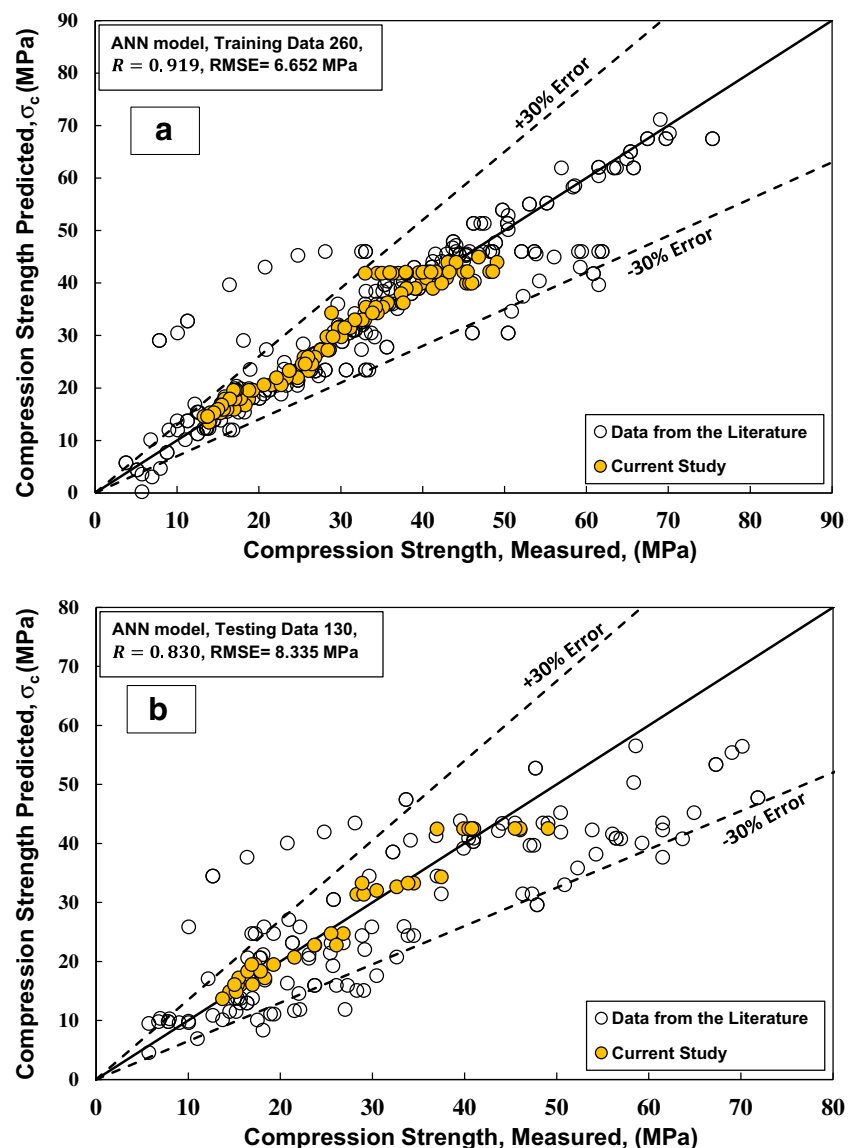 ANN model, Training Data 260,
R = 0.919, RMSE= 6.652 MPa
a
+30% Error
-30% Error
Data from the Literature
Current Study
Compression Strength Predicted,σc (MPa)
90
80
70
60
50
40
30
20
10
0
0 10 20 30 40 50 60 70 80 90
Compression Strength, Measured, (MPa)
ANN model, Testing Data 130,
R = 0.830, RMSE= 8.335 MPa
b
+30% Error
-30% Error
Data from the Literature
Current Study
Compression Strength Predicted, σc (MPa)
80
70
60
50
40
30
20
10
0
0 10 20 30 40 50 60 70 80
Compression Strength, Measured, (MPa)